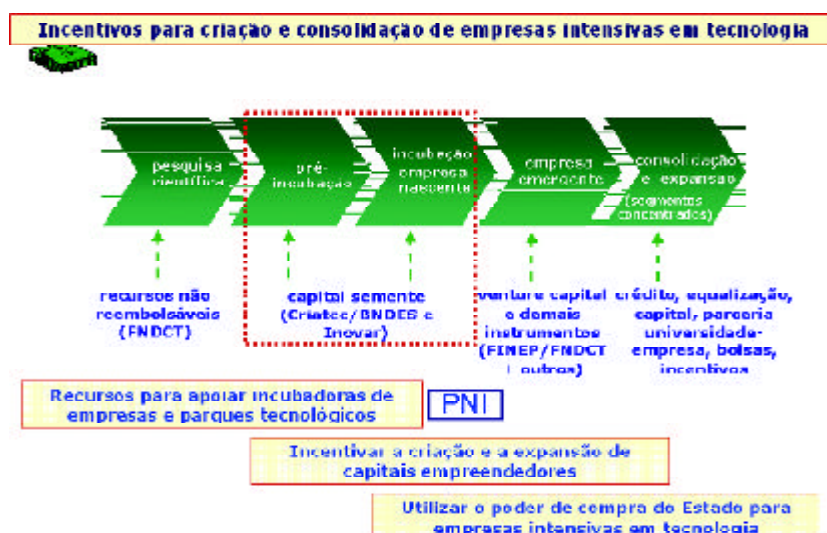 Incentivos para criação e consolidação de empresas intensivas em tecnologia
pesquisa
científica
pré-
incubação
incubação
empresa
nascente
empresa
emergente
consolidação
e expansão
(segmentos
concentrados)
recursos não
reembolsáveis
(FNDCT)
capital semente
(Criatec/BNDES e
Inovar)
venture capital
e demais
instrumentos
(FINEP/FNDCT
+ outros)
crédito, equalização,
capital, parceria
universidade-
empresa, bolsas,
incentivos
Recursos para apoiar incubadoras de
empresas e parques tecnológicos
PNI
Incentivar a criação e a expansão de
capitais empreendedores
Utilizar o poder de compra do Estado para
empresas intensivas em tecnologia